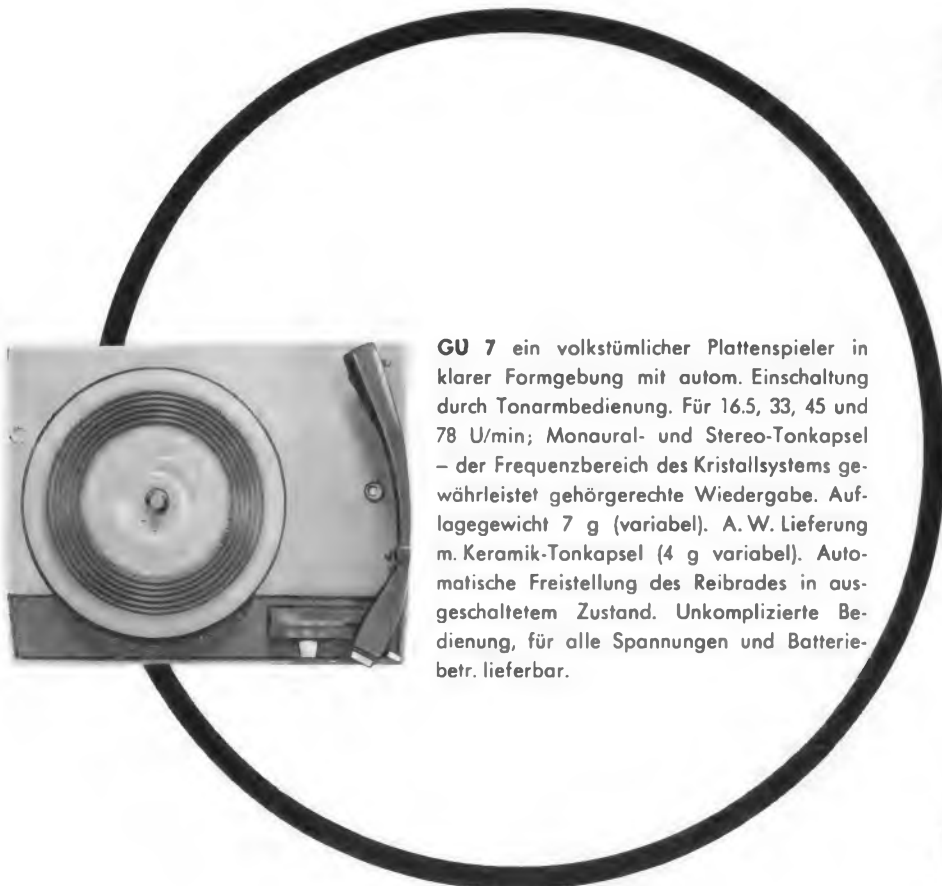 GU 7 ein volkstümlicher Plattenspieler in
klarer Formgebung mit autom. Einschaltung
durch Tonarmbedienung. Für 16.5, 33, 45 und
78 U/min; Monaural- und Stereo-Tonkapsel
– der Frequenzbereich des Kristallsystems ge-
währleistet gehörgerechte Wiedergabe. Auf-
lagegewicht 7 g (variabel). A. W. Lieferung
m. Keramik-Tonkapsel (4 g variabel). Auto-
matische Freistellung des Reibrades in aus-
geschaltetem Zustand. Unkomplizierte Be-
dienung, für alle Spannungen und Batterie-
betr. lieferbar.